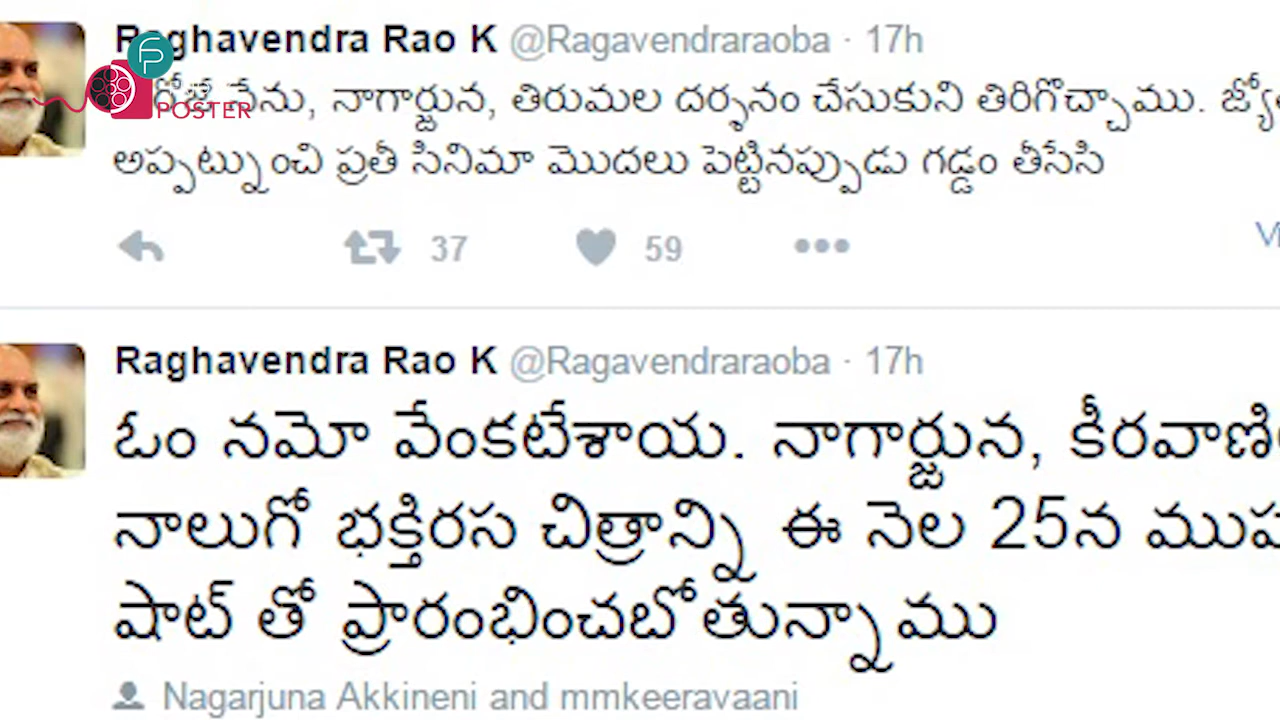 Raghavendra Rao K @Ragavendraraoba · 17h
నేను, నాగార్జున, తిరుమల దర్శనం చేసుకుని తిరిగొచ్చాము.
POSTER
అప్పట్నుంచి ప్రతీ సినిమా మొదలు పెట్టినప్పుడు గడ్డం తీసేసి
37 59
Raghavendra Rao K @Ragavendraraoba · 17h
ఓం నమో వేంకటేశాయ. నాగార్జున,
నాలుగో భక్తిరస చిత్రాన్ని ఈ నెల 25న
షాట్ తో ప్రారంభించబోతున్నాము
Nagarjuna Akkineni and mmkeeravaani